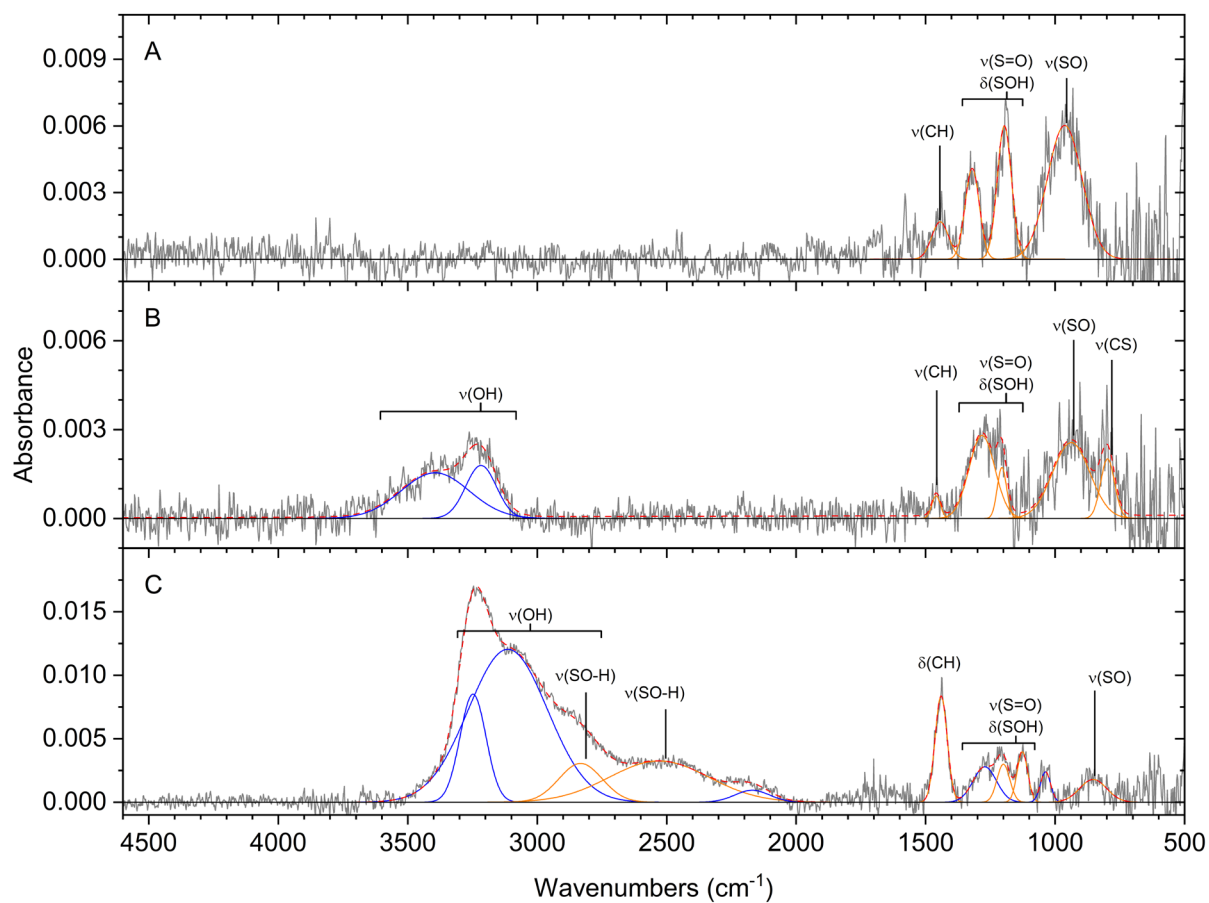 A
0.009
0.006
0.003
0.000
ν(CH)
ν(S=O)
δ(SOH)
ν(SO)
B
0.006
0.003
0.000
ν(OH)
ν(CH)
ν(S=O)
δ(SOH)
ν(SO)
ν(CS)
Absorbance
C
0.015
0.010
0.005
0.000
ν(OH)
ν(SO-H)
ν(SO-H)
δ(CH)
ν(S=O)
δ(SOH)
ν(SO)
4500 4000 3500 3000 2500 2000 1500 1000 500
Wavenumbers (cm⁻¹)